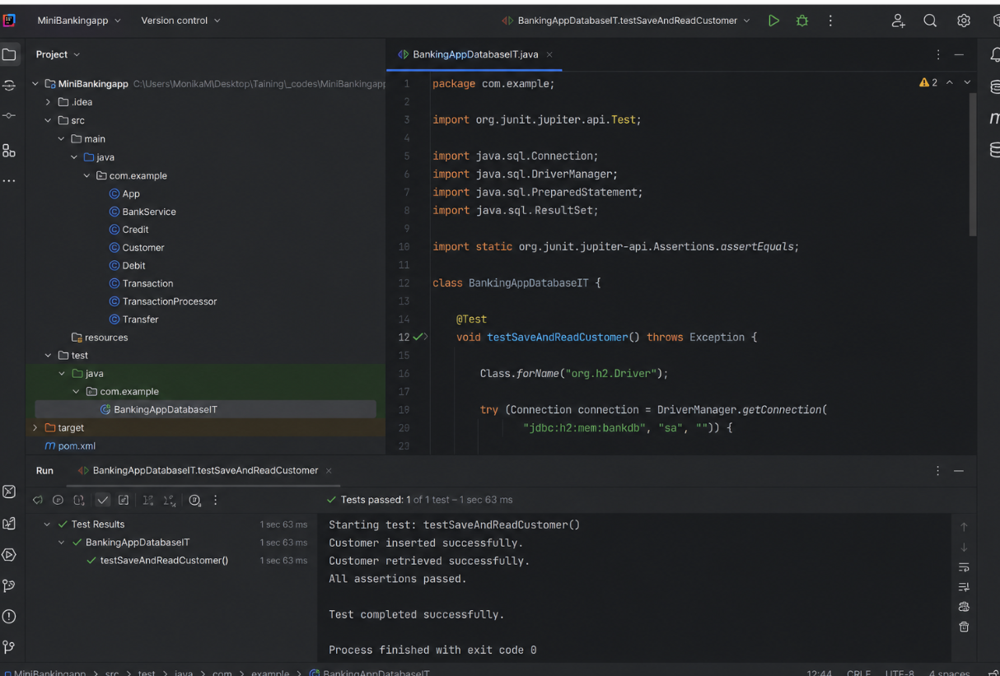 MiniBankingapp Version control BankingAppDatabaseIT.testSaveAndReadCustomer
Project
MiniBankingapp C:\Users\MonikaM\Desktop\Taining\_codes\MiniBankingapp
.idea
src
main
java
com.example
App
BankService
Credit
Customer
Debit
Transaction
TransactionProcessor
Transfer
resources
test
java
com.example
BankingAppDatabaseIT
target
m pom.xml
BankingAppDatabaseIT.java
2
1 package com.example;
2
3 import org.junit.jupiter.api.Test;
4
5 import java.sql.Connection;
6 import java.sql.DriverManager;
7 import java.sql.PreparedStatement;
8 import java.sql.ResultSet;
9
10 import static org.junit.jupiter-api.Assertions.assertEquals;
11
12 class BankingAppDatabaseIT {
13
14 @Test
12 void testSaveAndReadCustomer() throws Exception {
15
16 Class.forName("org.h2.Driver");
17
19 try (Connection connection = DriverManager.getConnection(
20 "jdbc:h2:mem:bankdb", "sa", "")) {
23
m
Run BankingAppDatabaseIT.testSaveAndReadCustomer
Tests passed: 1 of 1 test – 1 sec 63 ms
Test Results 1 sec 63 ms
BankingAppDatabaseIT 1 sec 63 ms
testSaveAndReadCustomer() 1 sec 63 ms
Starting test: testSaveAndReadCustomer()
Customer inserted successfully.
Customer retrieved successfully.
All assertions passed.
Test completed successfully.
Process finished with exit code 0
MiniBankingapp > src > test > java > com > example > BankingAppDatabaseIT 12:44 CRLF UTF-8 4 spaces